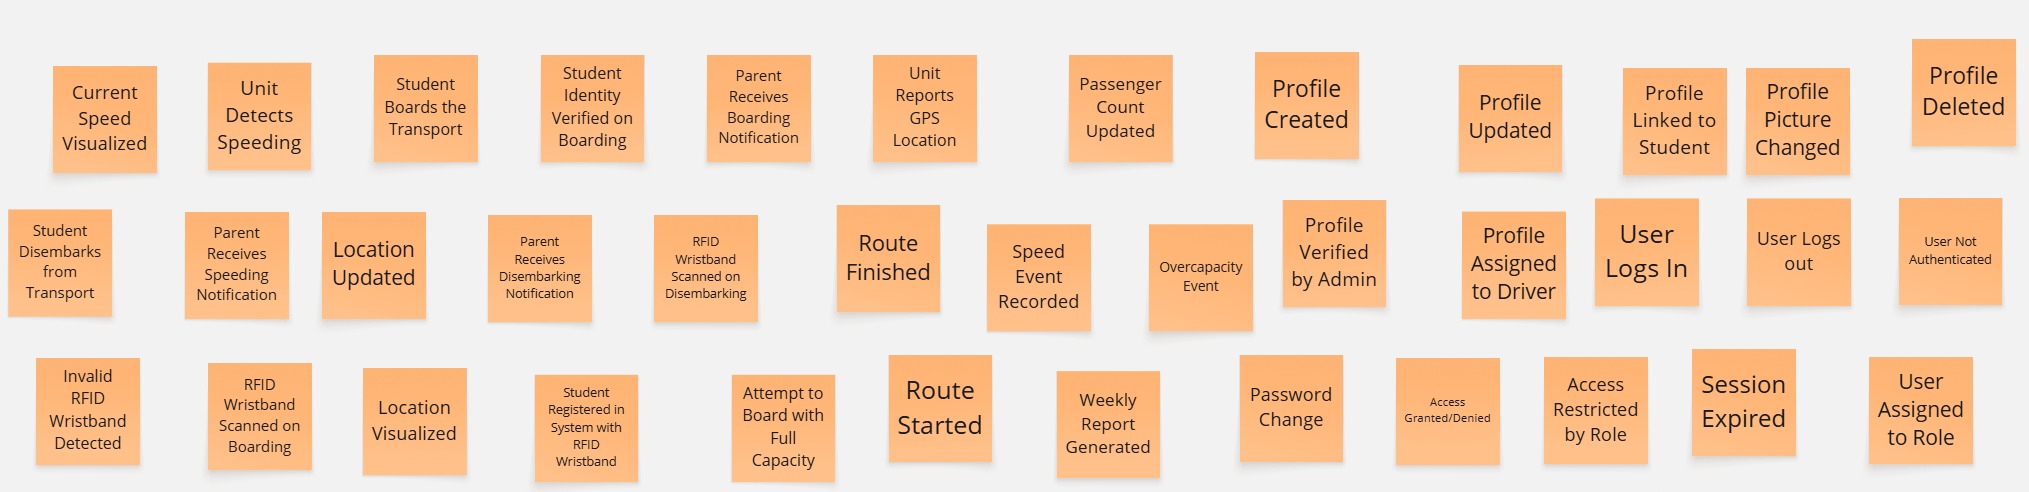 Current
Speed
Visualized
Unit
Detects
Speeding
Student
Boards the
Transport
Student
Identity
Verified on
Boarding
Parent
Receives
Boarding
Notification
Unit
Reports
GPS
Location
Passenger
Count
Updated
Profile
Created
Profile
Updated
Profile
Linked to
Student
Profile
Picture
Changed
Profile
Deleted
Student
Disembarks
from
Transport
Parent
Receives
Speeding
Notification
Location
Updated
Parent
Receives
Disembarking
Notification
RFID
Wristband
Scanned on
Disembarking
Route
Finished
Speed
Event
Recorded
Overcapacity
Event
Profile
Verified
by Admin
Profile
Assigned
to Driver
User
Logs In
User Logs
out
User Not
Authenticated
Invalid
RFID
Wristband
Detected
RFID
Wristband
Scanned on
Boarding
Location
Visualized
Student
Registered in
System with
RFID
Wristband
Attempt to
Board with
Full
Capacity
Route
Started
Weekly
Report
Generated
Password
Change
Access
Granted/Denied
Access
Restricted
by Role
Session
Expired
User
Assigned
to Role